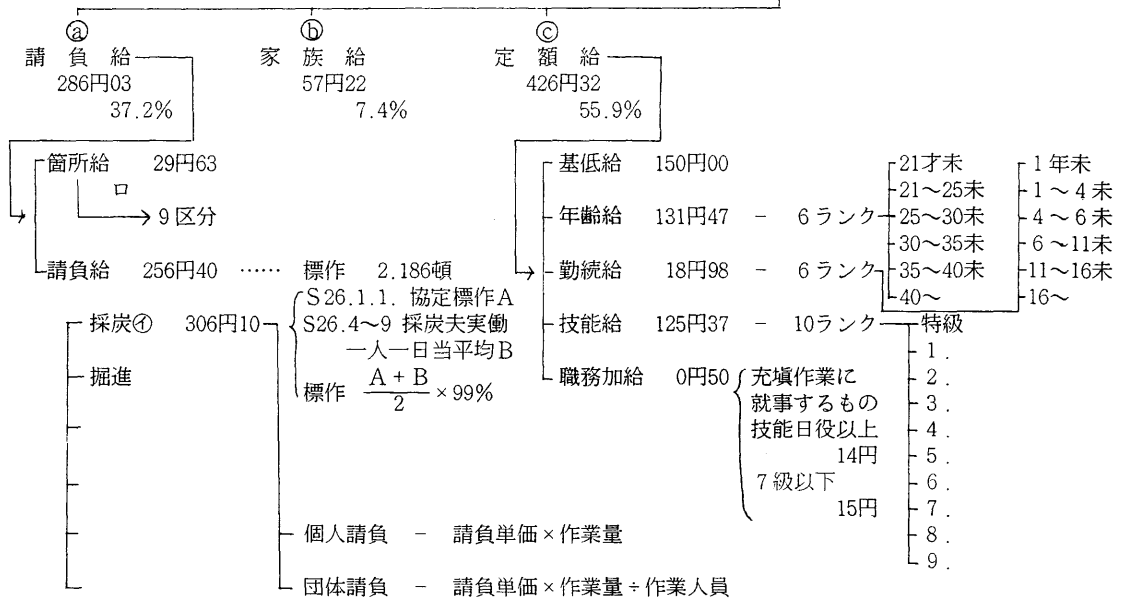 ⓐ ⓑ ⓒ
請負給 家族給 定額給
286円03 57円22 426円32
37.2% 7.4% 55.9%
箇所給 29円63
ロ
9区分
請負給 256円40 …… 標作 2.186頓
S26.1.1. 協定標作A
S26.4～9 採炭夫実働
一人一日当平均B
標作 A+B/2 ×99%
採炭㋑ 306円10
掘進
個人請負 － 請負単価×作業量
団体請負 － 請負単価×作業量÷作業人員
基低給 150円00
年齢給 131円47 － 6ランク
勤続給 18円98 － 6ランク
技能給 125円37 － 10ランク
職務加給 0円50
充塡作業に
就事するもの
技能日役以上
14円
7級以下
15円
21才未
21～25未
25～30未
30～35未
35～40未
40～
1年未
1～4未
4～6未
6～11未
11～16未
16～
特級
1.
2.
3.
4.
5.
6.
7.
8.
9.